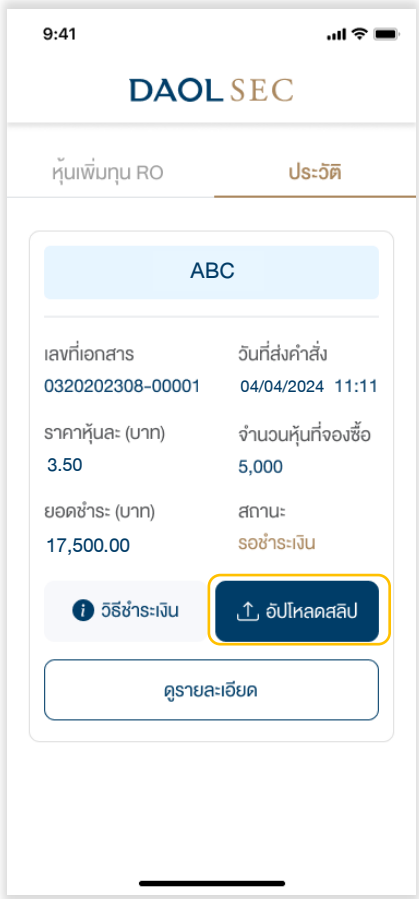 9:41
DAOL SEC
หุ้นเพิ่มทุน RO ประวัติ
ABC
เลขที่เอกสาร วันที่ส่งคำสั่ง
0320202308-00001 04/04/2024 11:11
ราคาหุ้นละ (บาท) จำนวนหุ้นที่จองซื้อ
3.50 5,000
ยอดชำระ (บาท) สถานะ
17,500.00 รอชำระเงิน
วิธีชำระเงิน อัปโหลดสลิป
ดูรายละเอียด